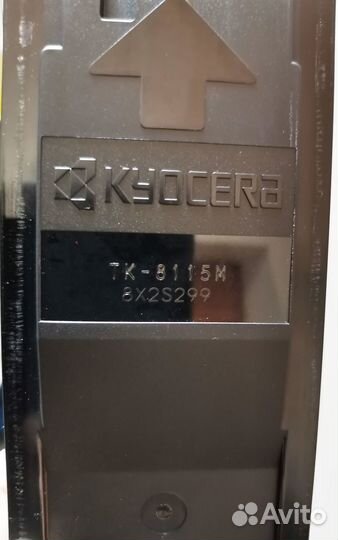 KYOCERA
TK-8115M
8X2S299
Avito